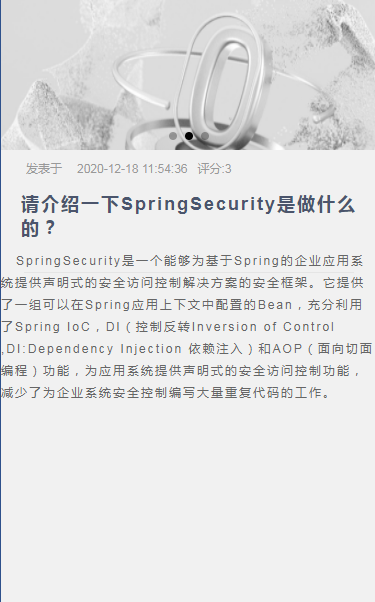 发表于 2020-12-18 11:54:36 评分:3
请介绍一下SpringSecurity是做什么
的？
SpringSecurity是一个能够为基于Spring的企业应用系
统提供声明式的安全访问控制解决方案的安全框架。它提供
了一组可以在Spring应用上下文中配置的Bean，充分利用
了Spring IoC，DI（控制反转Inversion of Control
,DI:Dependency Injection 依赖注入）和AOP（面向切面
编程）功能，为应用系统提供声明式的安全访问控制功能，
减少了为企业系统安全控制编写大量重复代码的工作。